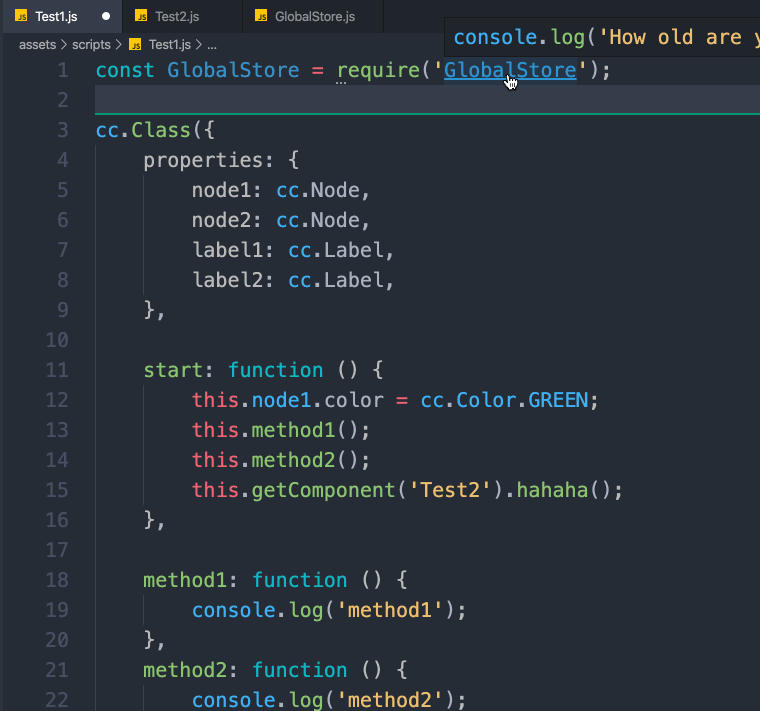 JS Test1.js JS Test2.js JS GlobalStore.js
assets > scripts > JS Test1.js > ...
console.log('How old are
1 const GlobalStore = require('GlobalStore');
2
3 cc.Class({
4 properties: {
5 node1: cc.Node,
6 node2: cc.Node,
7 label1: cc.Label,
8 label2: cc.Label,
9 },
10
11 start: function () {
12 this.node1.color = cc.Color.GREEN;
13 this.method1();
14 this.method2();
15 this.getComponent('Test2').hahaha();
16 },
17
18 method1: function () {
19 console.log('method1');
20 },
21 method2: function () {
22 console.log('method2');